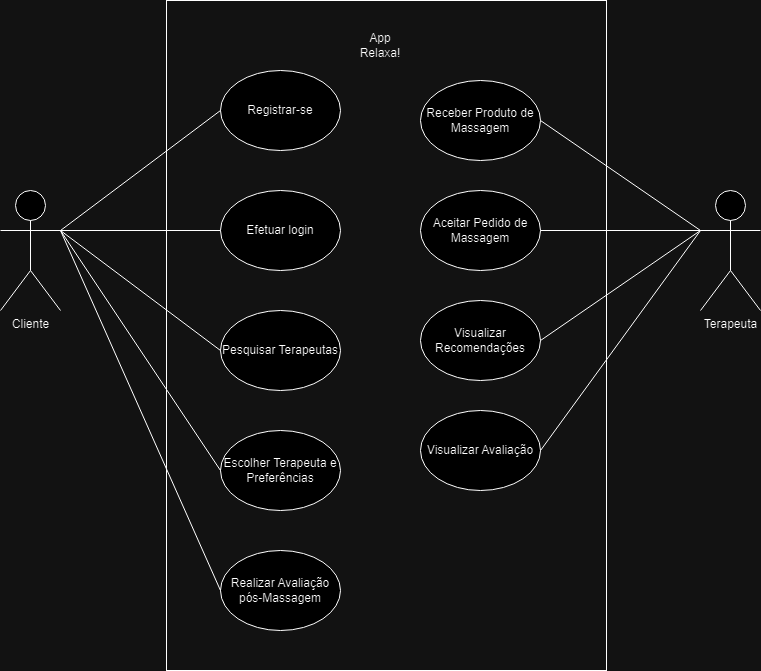 App
Relaxa!
Registrar-se
Efetuar login
Pesquisar Terapeutas
Escolher Terapeuta e
Preferências
Realizar Avaliação
pós-Massagem
Receber Produto de
Massagem
Aceitar Pedido de
Massagem
Visualizar
Recomendações
Visualizar Avaliação
Cliente
Terapeuta